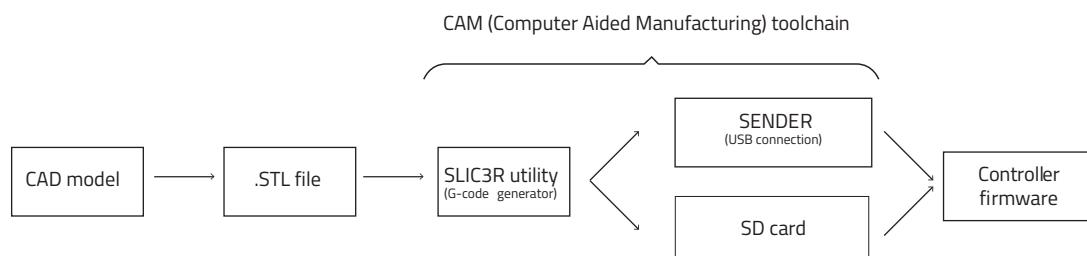 CAM (Computer Aided Manufacturing) toolchain
CAD model
.STL file
SLIC3R utility
(G-code generator)
SENDER
(USB connection)
SD card
Controller
firmware